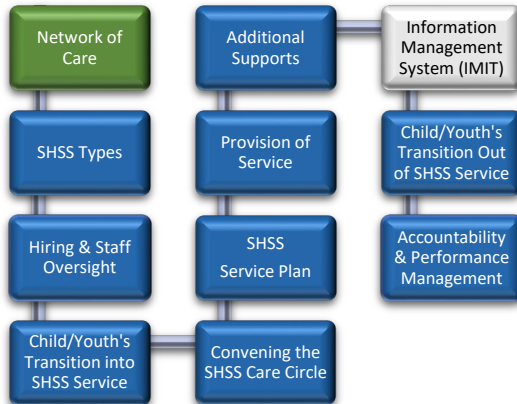 Network of
Care
SHSS Types
Hiring & Staff
Oversight
Child/Youth's
Transition into
SHSS Service
Convening the
SHSS Care Circle
SHSS
Service Plan
Provision of
Service
Additional
Supports
Information
Management
System (IMIT)
Child/Youth's
Transition Out
of SHSS Service
Accountability
& Performance
Management